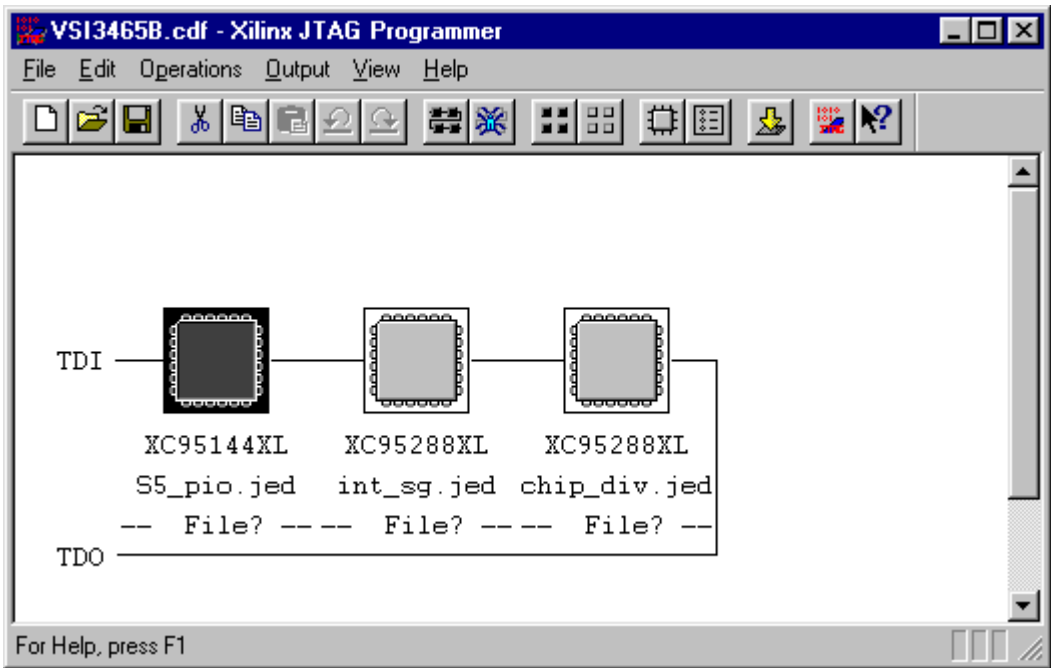 VSI3465B.cdf - Xilinx JTAG Programmer
File Edit Operations Output View Help
TDI
XC95144XL XC95288XL XC95288XL
S5_pio.jed int_sg.jed chip_div.jed
-- File? -- -- File? -- -- File? --
TDO
For Help, press F1